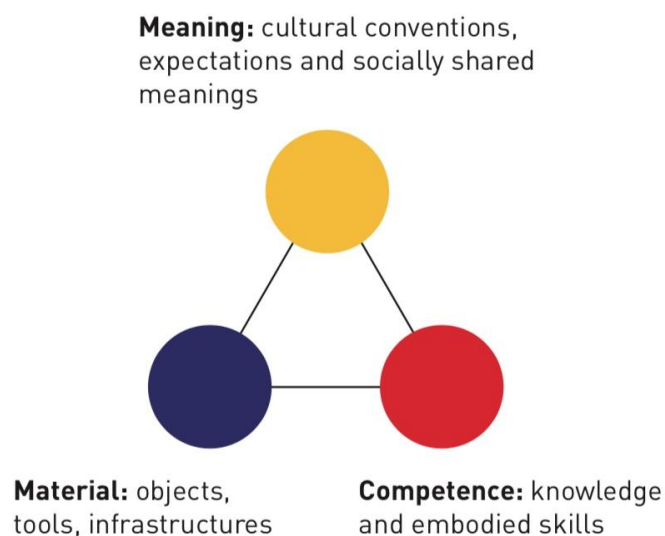 Meaning: cultural conventions,
expectations and socially shared
meanings
Material: objects,
tools, infrastructures
Competence: knowledge
and embodied skills